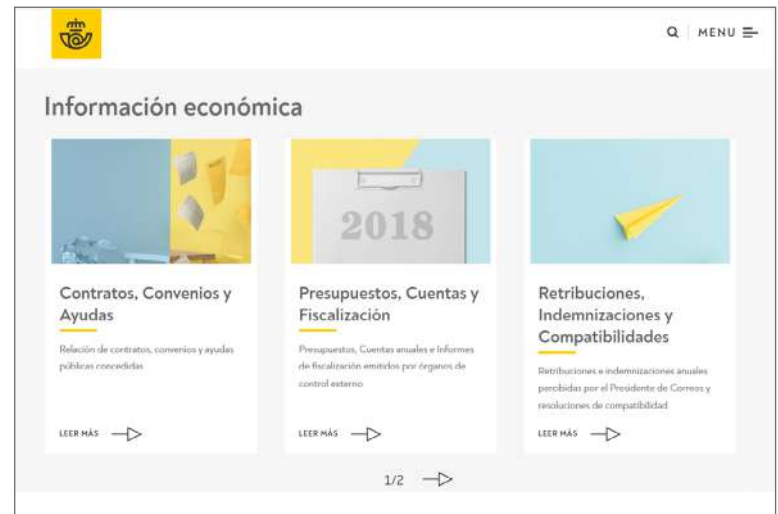 MENU
Información económica
2018
Contratos, Convenios y
Ayudas
Relación de contratos, convenios y ayudas
públicas concedidas
LEER MÁS
Presupuestos, Cuentas y
Fiscalización
Presupuestos, Cuentas anuales e Informes
de fiscalización emitidos por órganos de
control externo
LEER MÁS
Retribuciones,
Indemnizaciones y
Compatibilidades
Retribuciones e indemnizaciones anuales
percibidas por el Presidente de Correos y
resoluciones de compatibilidad
LEER MÁS
1/2